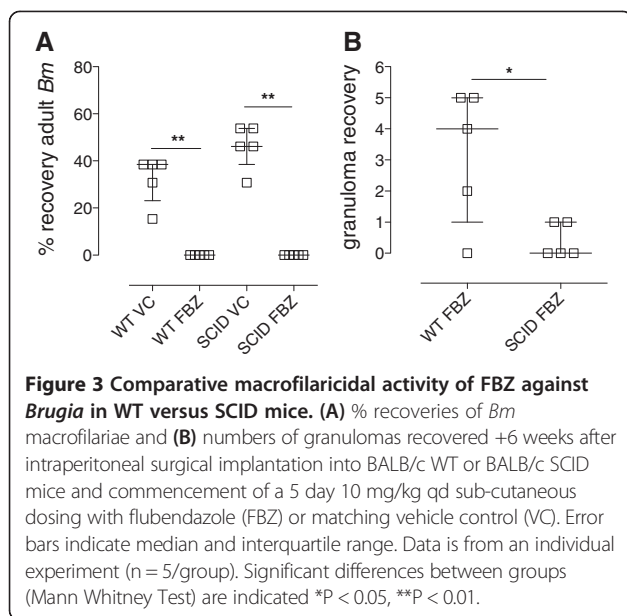 A
B
% recovery adult Bm
80
60
40
20
0
**
**
WT VC
WT FBZ
SCID VC
SCID FBZ
granuloma recovery
6
5
4
3
2
1
0
*
WT FBZ
SCID FBZ
Figure 3 Comparative macrofilaricidal activity of FBZ against
Brugia in WT versus SCID mice. (A) % recoveries of Bm
macrofilariae and (B) numbers of granulomas recovered +6 weeks after
intraperitoneal surgical implantation into BALB/c WT or BALB/c SCID
mice and commencement of a 5 day 10 mg/kg qd sub-cutaneous
dosing with flubendazole (FBZ) or matching vehicle control (VC). Error
bars indicate median and interquartile range. Data is from an individual
experiment (n = 5/group). Significant differences between groups
(Mann Whitney Test) are indicated *P < 0.05, **P < 0.01.